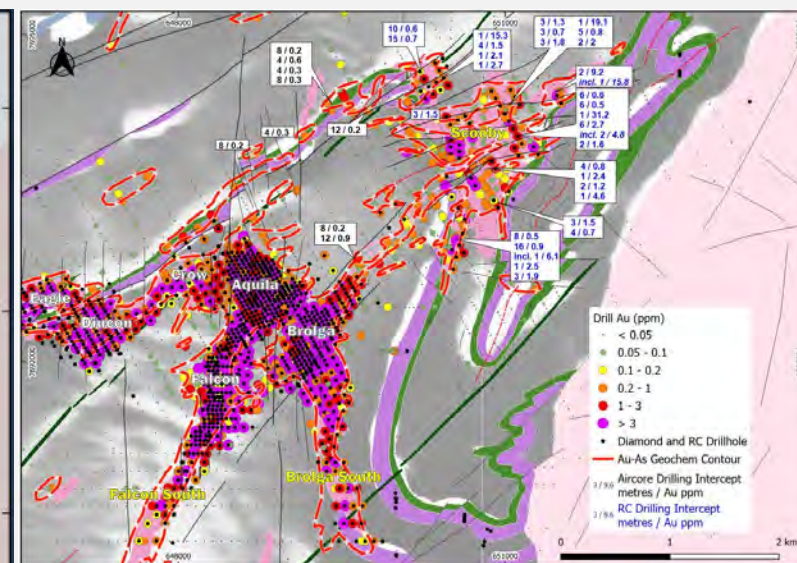 648000
651000
7695000
N
10 / 0.6
15 / 0.7
1 / 15.3
4 / 1.5
1 / 2.1
1 / 2.7
3 / 1.3
3 / 0.7
3 / 1.8
1 / 19.1
5 / 0.8
2 / 2
8 / 0.2
4 / 0.6
4 / 0.3
8 / 0.3
2 / 9.2
incl. 1 / 15.8
6 / 0.8
6 / 0.5
1 / 31.2
6 / 2.7
incl. 2 / 4.8
2 / 1.6
3 / 1.5
12 / 0.2
4 / 0.3
8 / 0.2
Scooby
4 / 0.8
1 / 2.4
2 / 1.2
1 / 4.6
3 / 1.5
4 / 0.7
8 / 0.2
12 / 0.9
8 / 0.5
16 / 0.9
incl. 1 / 6.1
1 / 2.5
3 / 1.9
Crow
Aquila
Eagle
Duicon
Brolga
Falcon
7692000
7692000
Falcon South
Brolga South
Drill Au (ppm)
< 0.05
0.05 - 0.1
0.1 - 0.2
0.2 - 1
1 - 3
> 3
Diamond and RC Drillhole
Au-As Geochem Contour
3 / 9.6 Aircore Drilling Intercept
metres / Au ppm
3 / 9.6 RC Drilling Intercept
metres / Au ppm
648000
651000
0 1 2 km